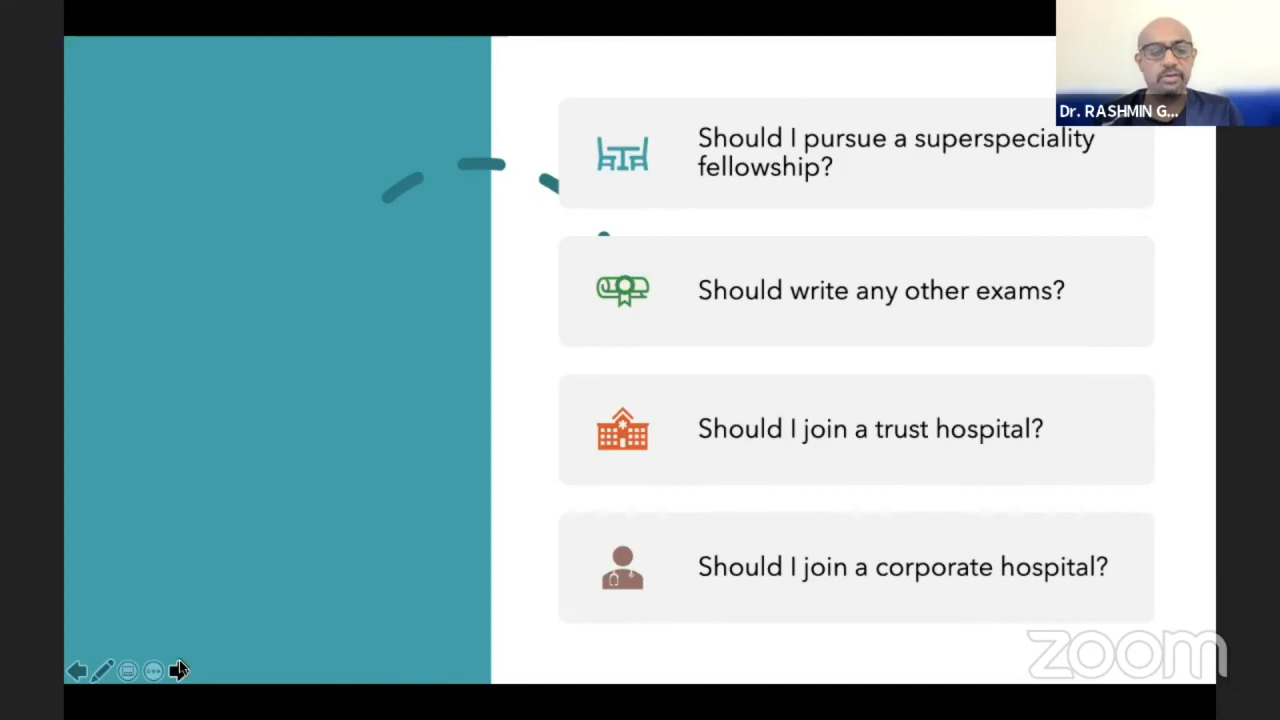 Dr. RASHMIN G...
Should I pursue a superspeciality
fellowship?
Should write any other exams?
Should I join a trust hospital?
Should I join a corporate hospital?
zoom